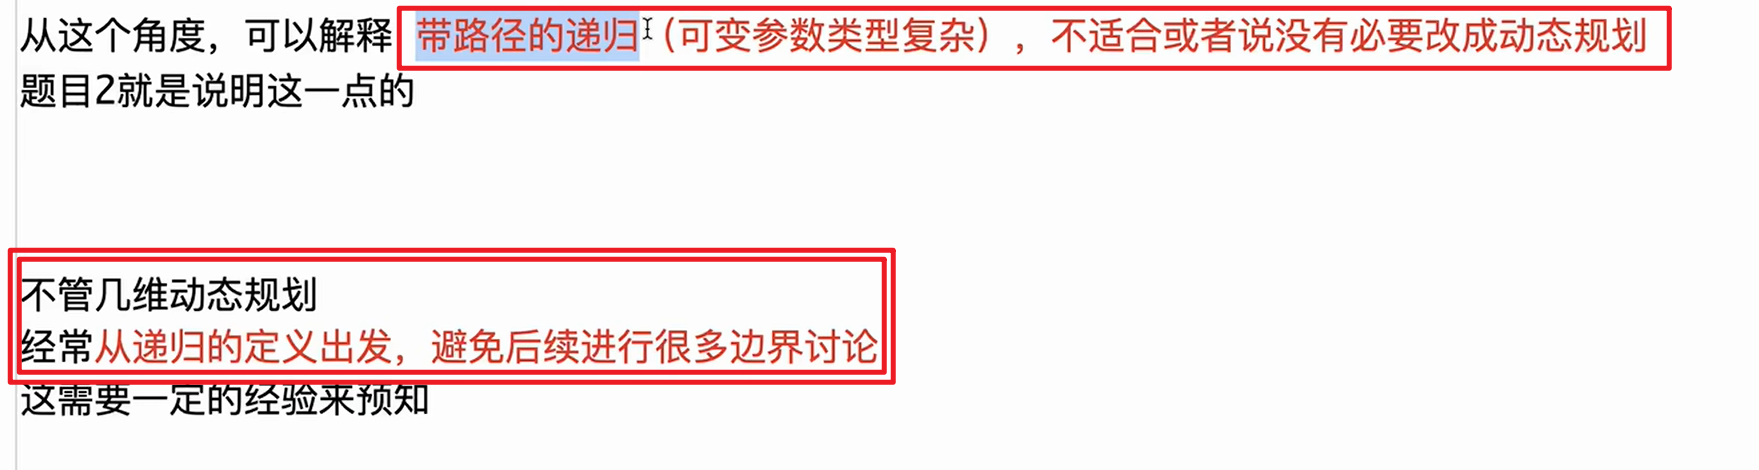 从这个角度，可以解释 带路径的递归（可变参数类型复杂），不适合或者说没有必要改成动态规划
题目2就是说明这一点的
不管几维动态规划
经常从递归的定义出发，避免后续进行很多边界讨论
这需要一定的经验来预知